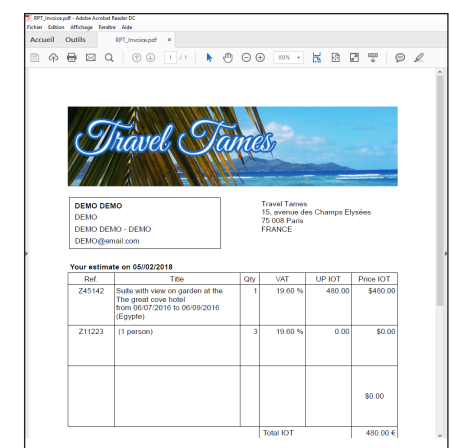 RPT_Invoice.pdf - Adobe Acrobat Reader DC
Fichier Edition Affichage Fenêtre Aide
Accueil Outils RPT_Invoice.pdf ×
1 / 1 103%
Travel Tames
DEMO DEMO
DEMO
DEMO DEMO - DEMO
DEMO@email.com
Travel Tames
15, avenue des Champs Elysées
75 008 Paris
FRANCE
Your estimate on 05//02/2018
Ref. Title Qty VAT UP IOT Price IOT
Z45142 Suite with view on garden at the 1 19.60 % 480.00 $480.00
The great cove hotel
from 06/07/2016 to 06/09/2016
(Egypte)
Z11223 (1 person) 3 19.60 % 0.00 $0.00
$0.00
Total IOT 480.00 €